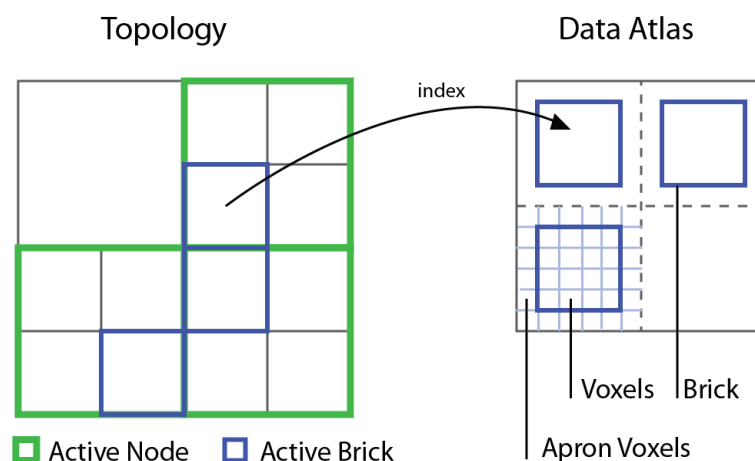 Topology
Data Atlas
index
Voxels
Brick
Apron Voxels
Active Node
Active Brick